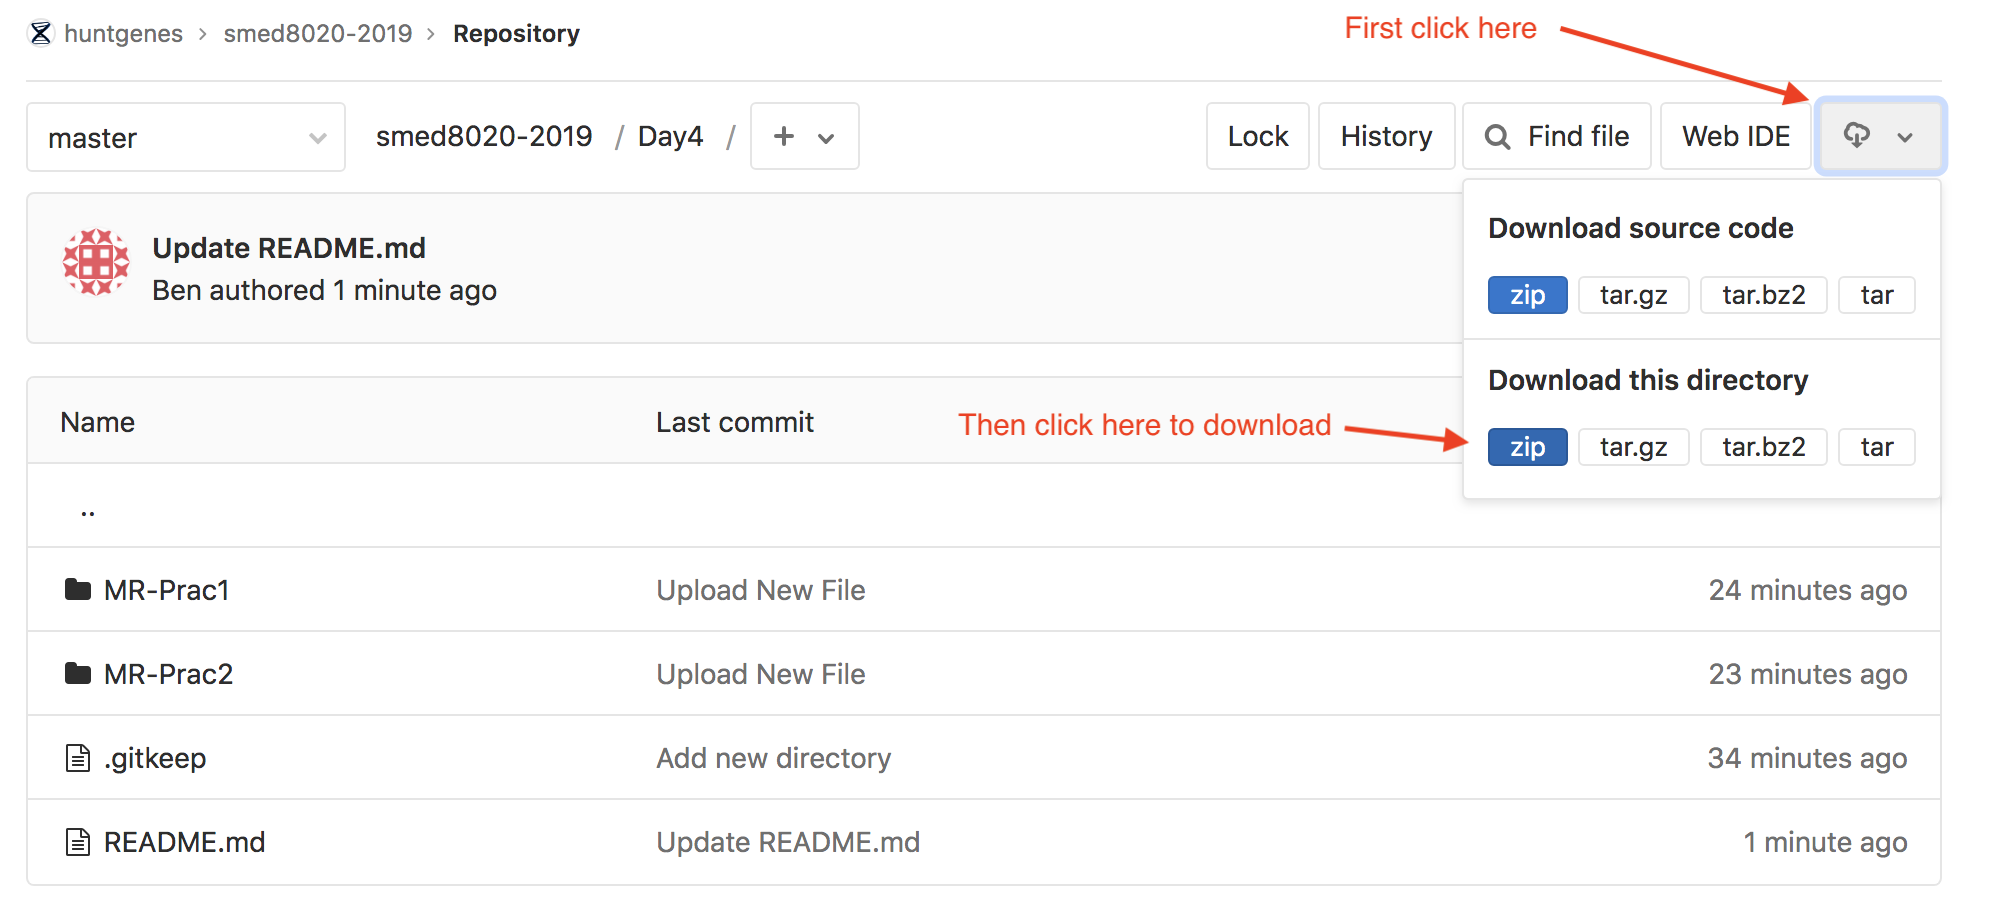 huntgenes > smed8020-2019 > Repository
First click here
master
smed8020-2019 / Day4 / +
Lock
History
Find file
Web IDE
Update README.md
Ben authored 1 minute ago
Download source code
zip tar.gz tar.bz2 tar
Download this directory
zip tar.gz tar.bz2 tar
Name Last commit
Then click here to download
..
MR-Prac1 Upload New File 24 minutes ago
MR-Prac2 Upload New File 23 minutes ago
.gitkeep Add new directory 34 minutes ago
README.md Update README.md 1 minute ago